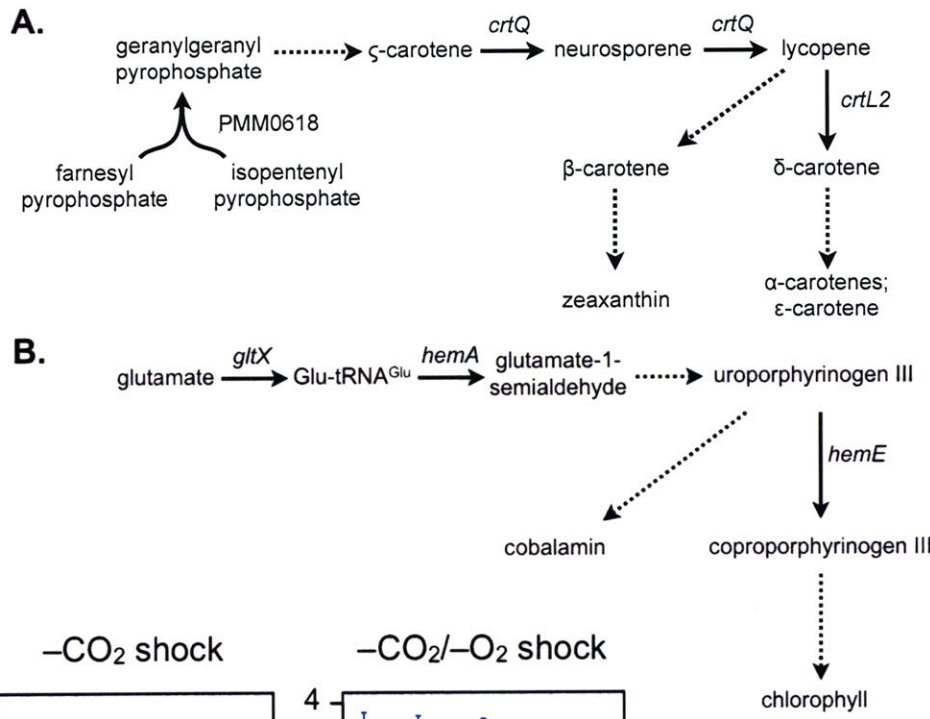 A.
geranylgeranyl
pyrophosphate
ς-carotene
crtQ
neurosporene
crtQ
lycopene
PMM0618
crtL2
farnesyl
pyrophosphate
isopentenyl
pyrophosphate
β-carotene
δ-carotene
zeaxanthin
α-carotenes;
ε-carotene
B.
glutamate
gltX
Glu-tRNAGlu
hemA
glutamate-1-
semialdehyde
uroporphyrinogen III
hemE
cobalamin
coproporphyrinogen III
chlorophyll
–CO2 shock
–CO2/–O2 shock
4